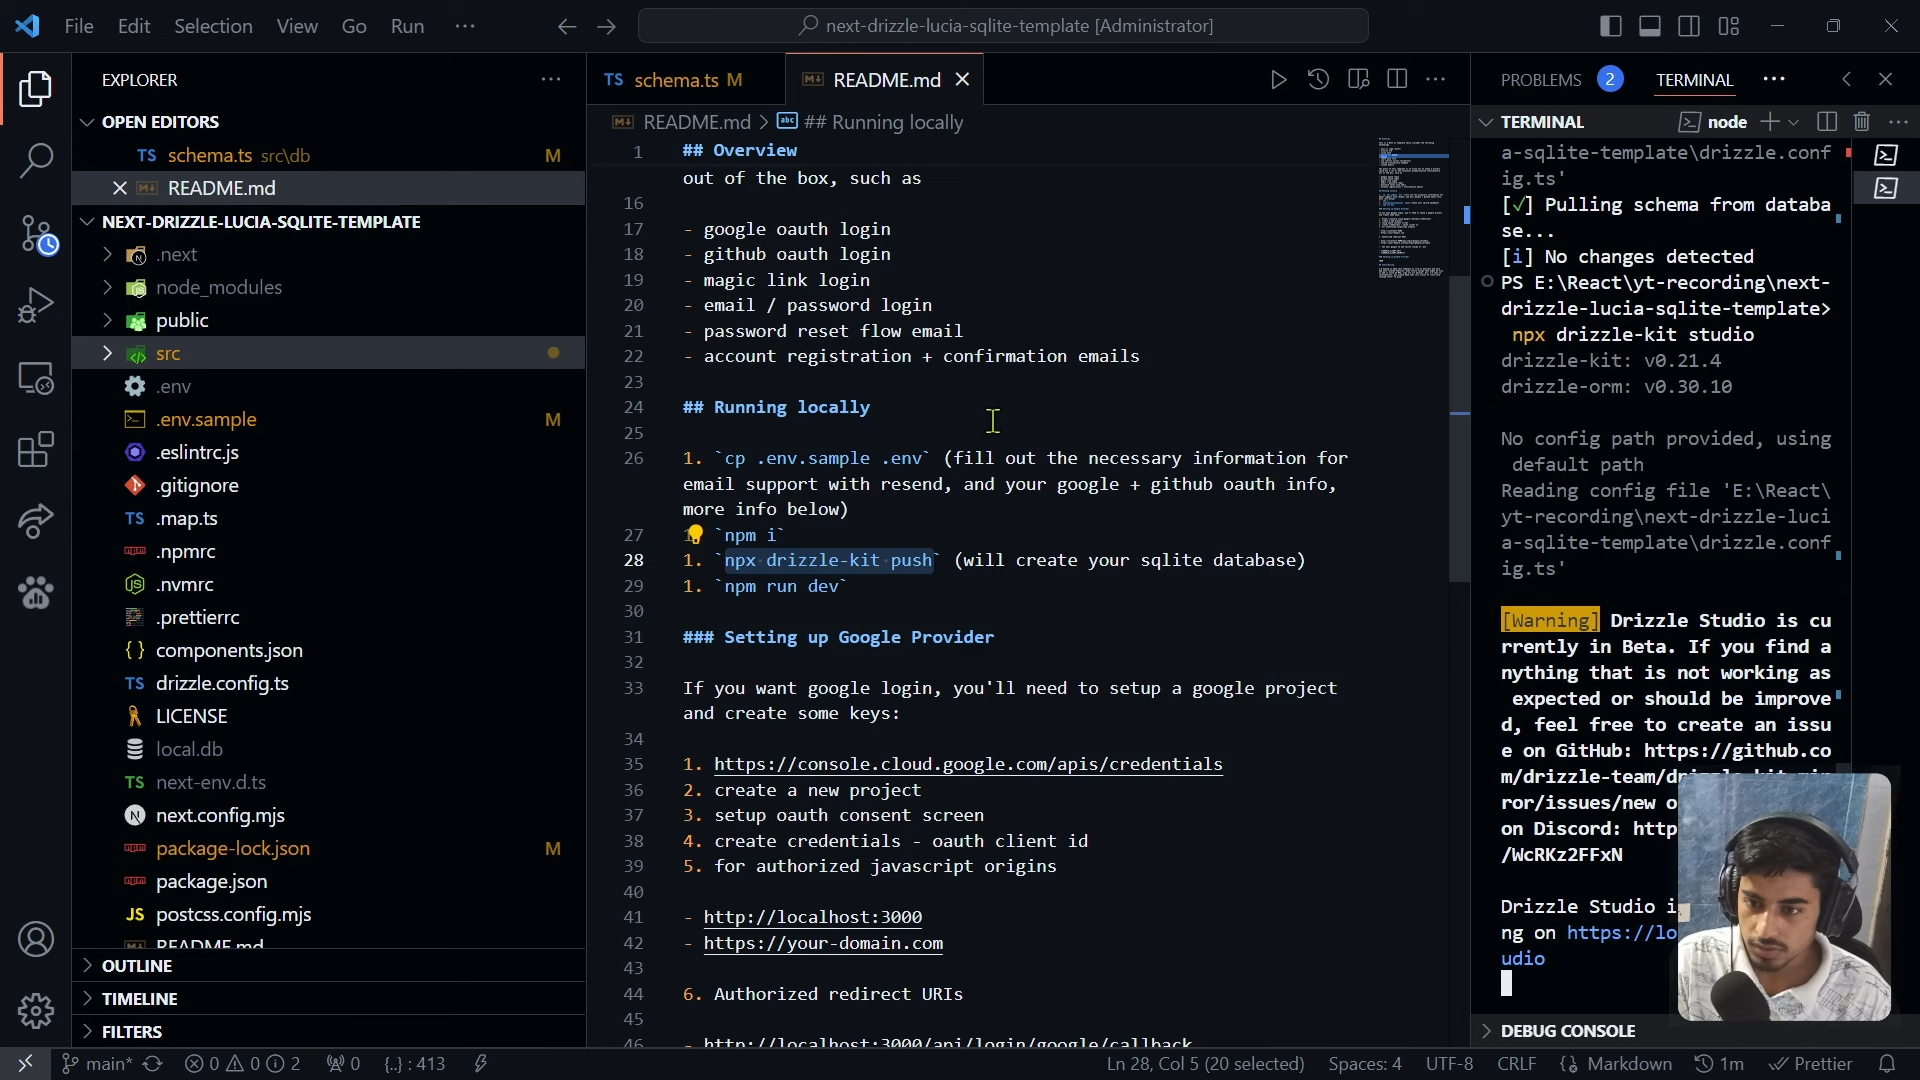 File Edit Selection View Go Run ···
next-drizzle-lucia-sqlite-template [Administrator]
EXPLORER
OPEN EDITORS
TS schema.ts src\db M
README.md
NEXT-DRIZZLE-LUCIA-SQLITE-TEMPLATE
.next
node_modules
public
src
.env
.env.sample M
.eslintrc.js
.gitignore
TS .map.ts
.npmrc
.nvmrc
.prettierrc
components.json
TS drizzle.config.ts
LICENSE
local.db
TS next-env.d.ts
next.config.mjs
package-lock.json M
package.json
JS postcss.config.mjs
README.md
OUTLINE
TIMELINE
FILTERS
TS schema.ts M
README.md
README.md > ## Running locally
1 ## Overview
out of the box, such as
16
17 - google oauth login
18 - github oauth login
19 - magic link login
20 - email / password login
21 - password reset flow email
22 - account registration + confirmation emails
23
24 ## Running locally
25
26 1. `cp .env.sample .env` (fill out the necessary information for
email support with resend, and your google + github oauth info,
more info below)
27 `npm i`
28 1. `npx drizzle-kit push` (will create your sqlite database)
29 1. `npm run dev`
30
31 ### Setting up Google Provider
32
33 If you want google login, you'll need to setup a google project
and create some keys:
34
35 1. https://console.cloud.google.com/apis/credentials
36 2. create a new project
37 3. setup oauth consent screen
38 4. create credentials - oauth client id
39 5. for authorized javascript origins
40
41 - http://localhost:3000
42 - https://your-domain.com
43
44 6. Authorized redirect URIs
45
46 - http://localhost:3000/api/login/google/callback
PROBLEMS 2 TERMINAL ···
TERMINAL node
a-sqlite-template\drizzle.conf
ig.ts'
[✓] Pulling schema from databa
se...
[i] No changes detected
PS E:\React\yt-recording\next-
drizzle-lucia-sqlite-template>
npx drizzle-kit studio
drizzle-kit: v0.21.4
drizzle-orm: v0.30.10
No config path provided, using
default path
Reading config file 'E:\React\
yt-recording\next-drizzle-luci
a-sqlite-template\drizzle.conf
ig.ts'
[Warning] Drizzle Studio is cu
rrently in Beta. If you find a
nything that is not working as
expected or should be improve
d, feel free to create an issu
e on GitHub: https://github.co
m/drizzle-team/
ror/issues/new
on Discord: http
/WcRKz2FFxN
Drizzle Studio i
ng on https://lo
udio
DEBUG CONSOLE
main* 0 0 2 0 {..} : 413
Ln 28, Col 5 (20 selected) Spaces: 4 UTF-8 CRLF Markdown 1m Prettier